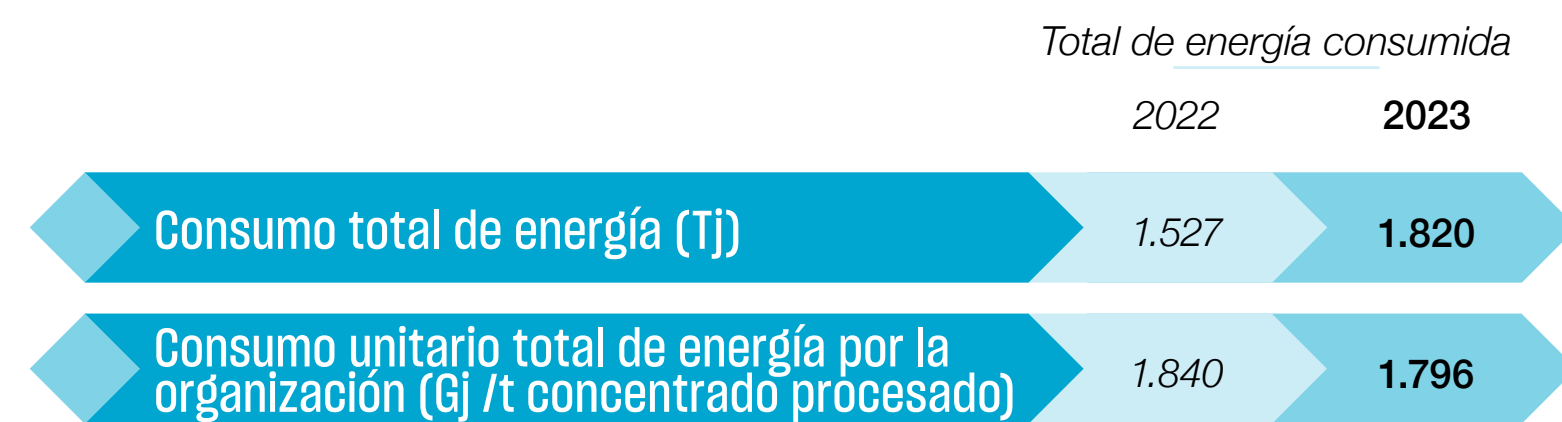 Total de energía consumida
2022 2023
Consumo total de energía (Tj) 1.527 1.820
Consumo unitario total de energía por la
organización (Gj /t concentrado procesado) 1.840 1.796